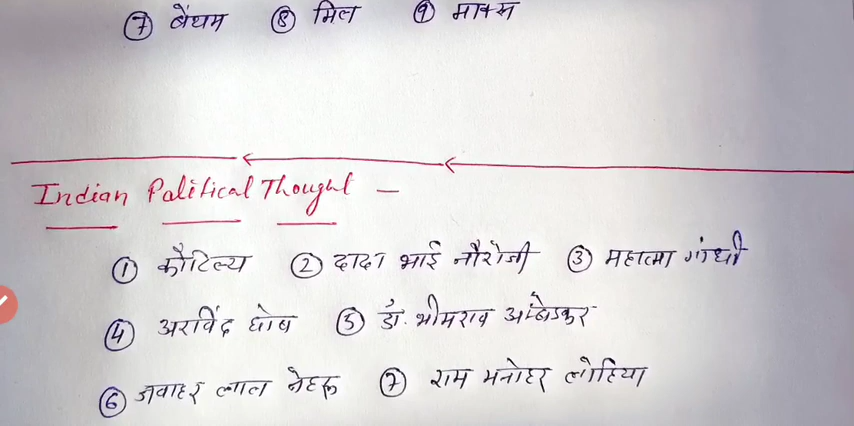 ⑦ बेंथम ⑧ मिल ⑨ मार्क्स
Indian Political Thought —
① कौटिल्य ② दादा भाई नौरोजी ③ महात्मा गांधी
④ अरविंद घोष ⑤ डॉ. भीमराव अम्बेडकर
⑥ जवाहर लाल नेहरू ⑦ राम मनोहर लोहिया